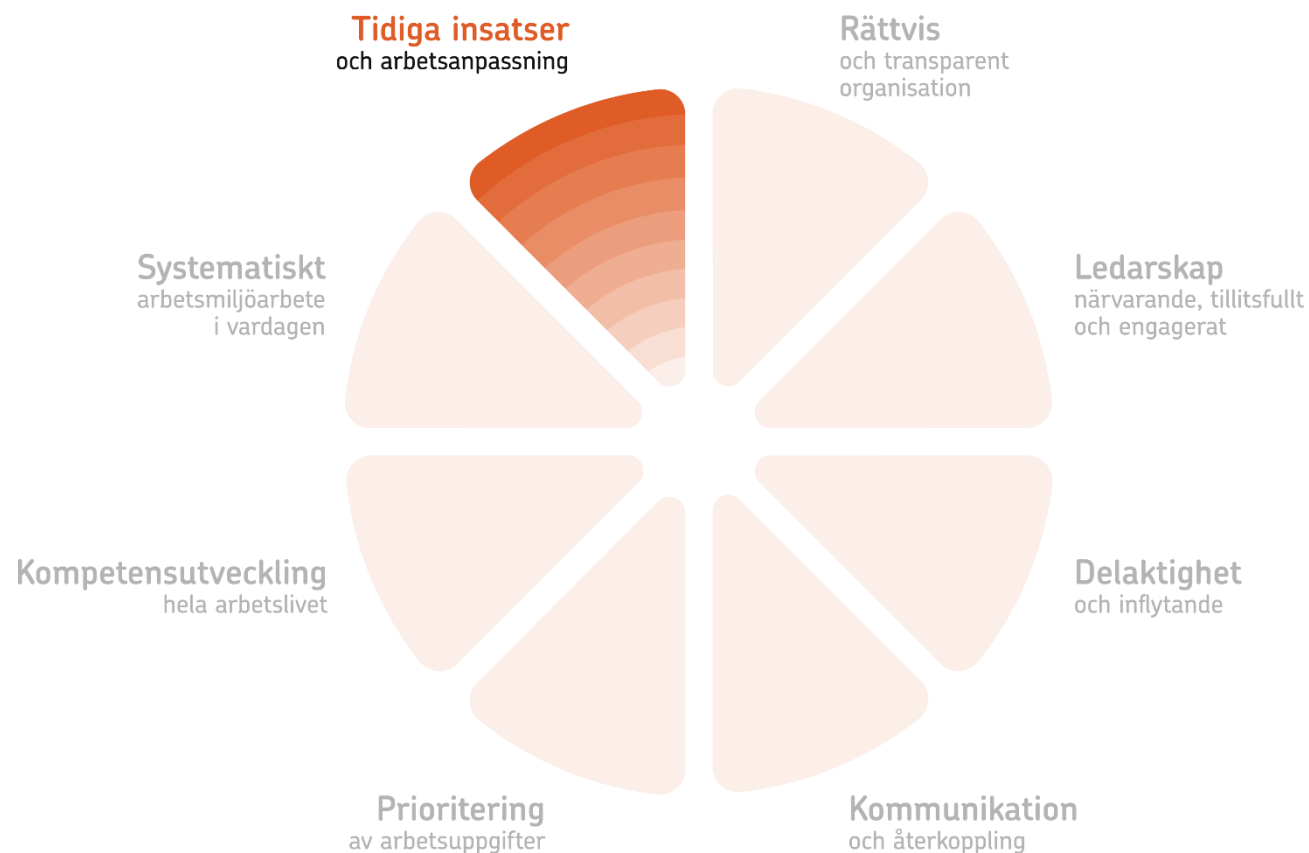 Tidiga insatser
och arbetsanpassning
Rättvis
och transparent
organisation
Ledarskap
närvarande, tillitsfullt
och engagerat
Delaktighet
och inflytande
Kommunikation
och återkoppling
Prioritering
av arbetsuppgifter
Kompetensutveckling
hela arbetslivet
Systematiskt
arbetsmiljöarbete
i vardagen